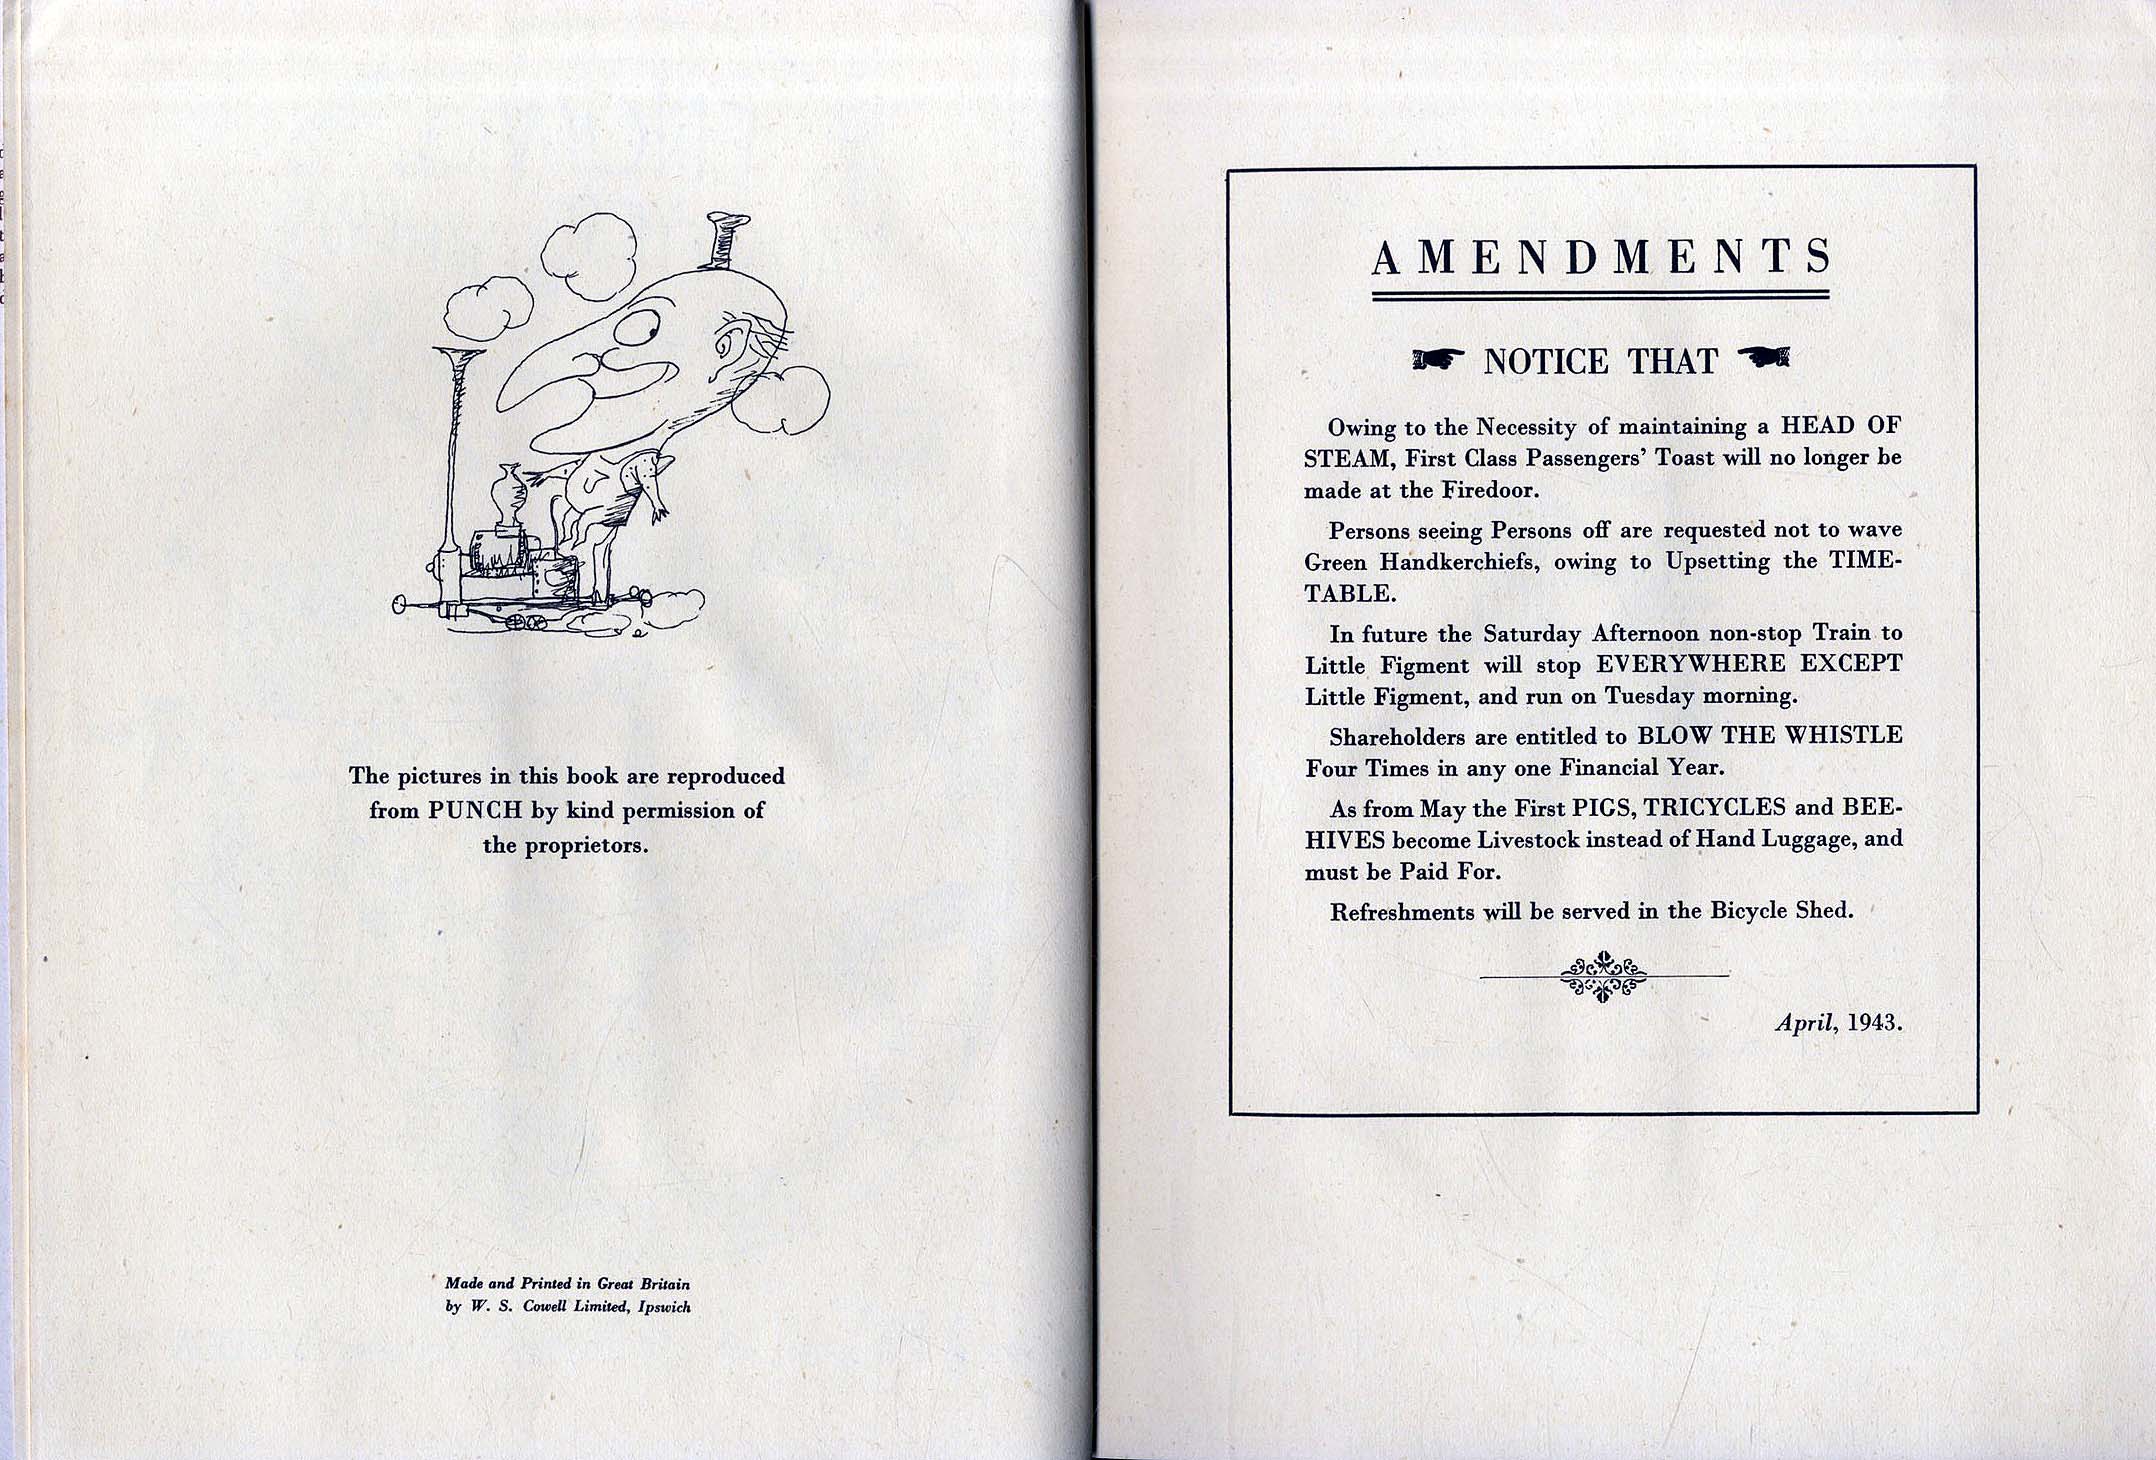 The pictures in this book are reproduced
from PUNCH by kind permission of
the proprietors.
Made and Printed in Great Britain
by W. S. Cowell Limited, Ipswich
AMENDMENTS
NOTICE THAT
Owing to the Necessity of maintaining a HEAD OF
STEAM, First Class Passengers' Toast will no longer be
made at the Firedoor.
Persons seeing Persons off are requested not to wave
Green Handkerchiefs, owing to Upsetting the TIME-
TABLE.
In future the Saturday Afternoon non-stop Train to
Little Figment will stop EVERYWHERE EXCEPT
Little Figment, and run on Tuesday morning.
Shareholders are entitled to BLOW THE WHISTLE
Four Times in any one Financial Year.
As from May the First PIGS, TRICYCLES and BEE-
HIVES become Livestock instead of Hand Luggage, and
must be Paid For.
Refreshments will be served in the Bicycle Shed.
April, 1943.